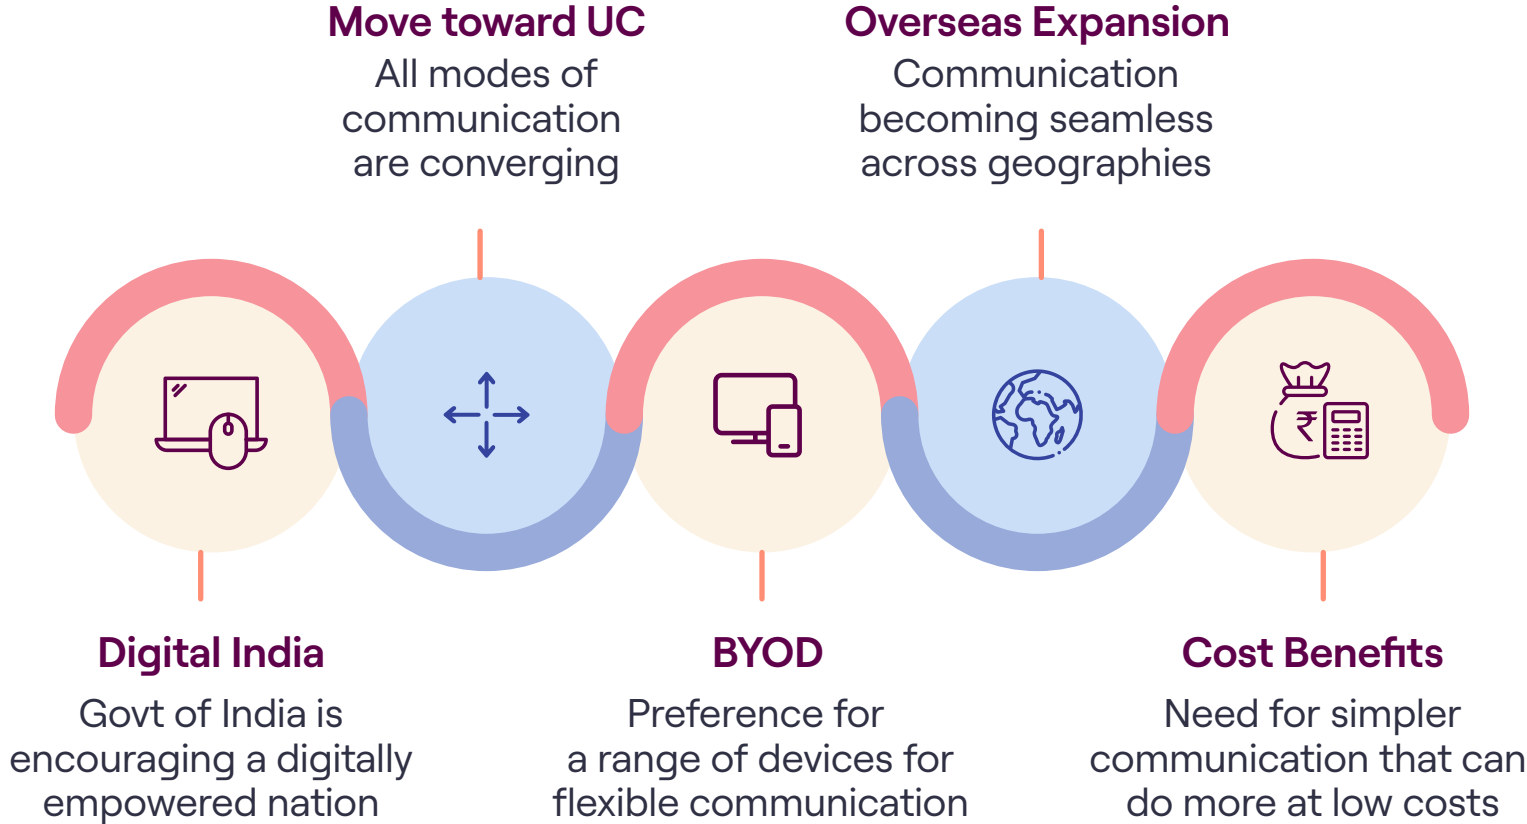 Move toward UC
All modes of
communication
are converging
Overseas Expansion
Communication
becoming seamless
across geographies
₹
Digital India
Govt of India is
encouraging a digitally
empowered nation
BYOD
Preference for
a range of devices for
flexible communication
Cost Benefits
Need for simpler
communication that can
do more at low costs